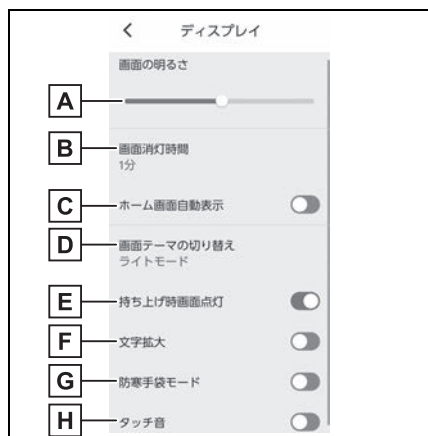 ディスプレイ
画面の明るさ
A
B
画面消灯時間
1分
C
ホーム画面自動表示
D
画面テーマの切り替え
ライトモード
E
持ち上げ時画面点灯
F
文字拡大
G
防寒手袋モード
H
タッチ音